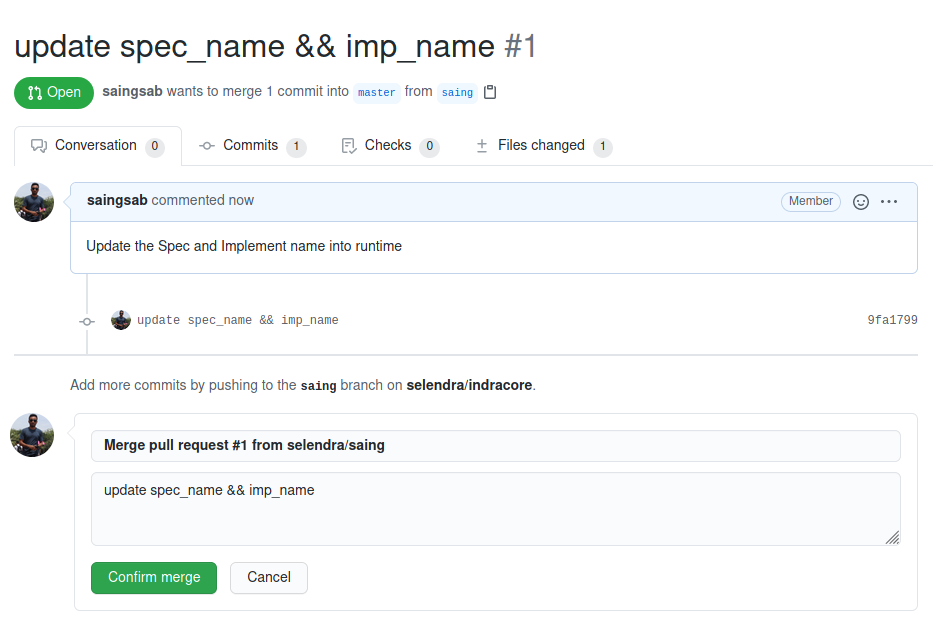 update spec_name && imp_name #1
Open saingsab wants to merge 1 commit into master from saing
Conversation 0 Commits 1 Checks 0 Files changed 1
saingsab commented now Member
Update the Spec and Implement name into runtime
update spec_name && imp_name 9fa1799
Add more commits by pushing to the saing branch on selendra/indracore.
Merge pull request #1 from selendra/saing
update spec_name && imp_name
Confirm merge Cancel